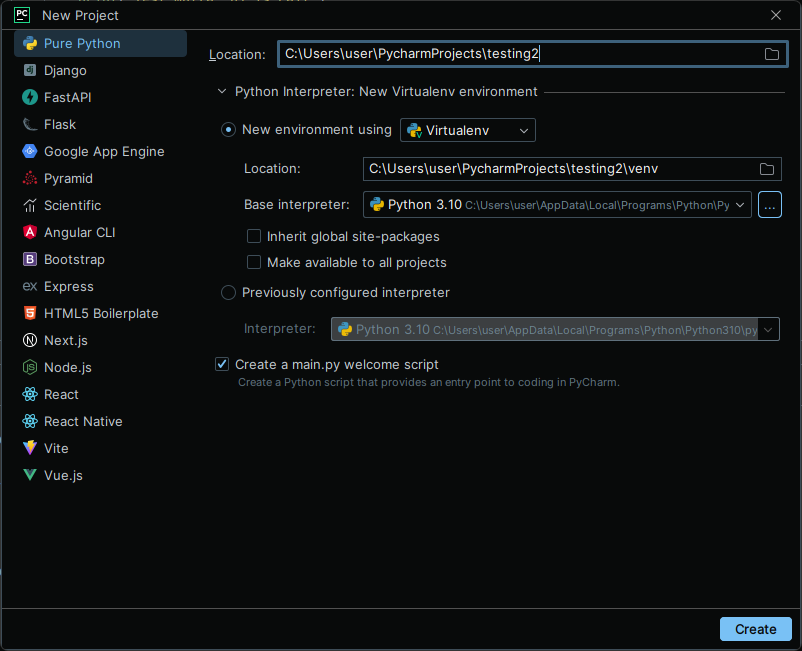 New Project
Pure Python
Django
FastAPI
Flask
Google App Engine
Pyramid
Scientific
Angular CLI
Bootstrap
Express
HTML5 Boilerplate
Next.js
Node.js
React
React Native
Vite
Vue.js
Location: C:\Users\user\PycharmProjects\testing2
Python Interpreter: New Virtualenv environment
New environment using Virtualenv
Location: C:\Users\user\PycharmProjects\testing2\venv
Base interpreter: Python 3.10 C:\Users\user\AppData\Local\Programs\Python\Py ...
Inherit global site-packages
Make available to all projects
Previously configured interpreter
Interpreter: Python 3.10 C:\Users\user\AppData\Local\Programs\Python\Python310\py
Create a main.py welcome script
Create a Python script that provides an entry point to coding in PyCharm.
Create